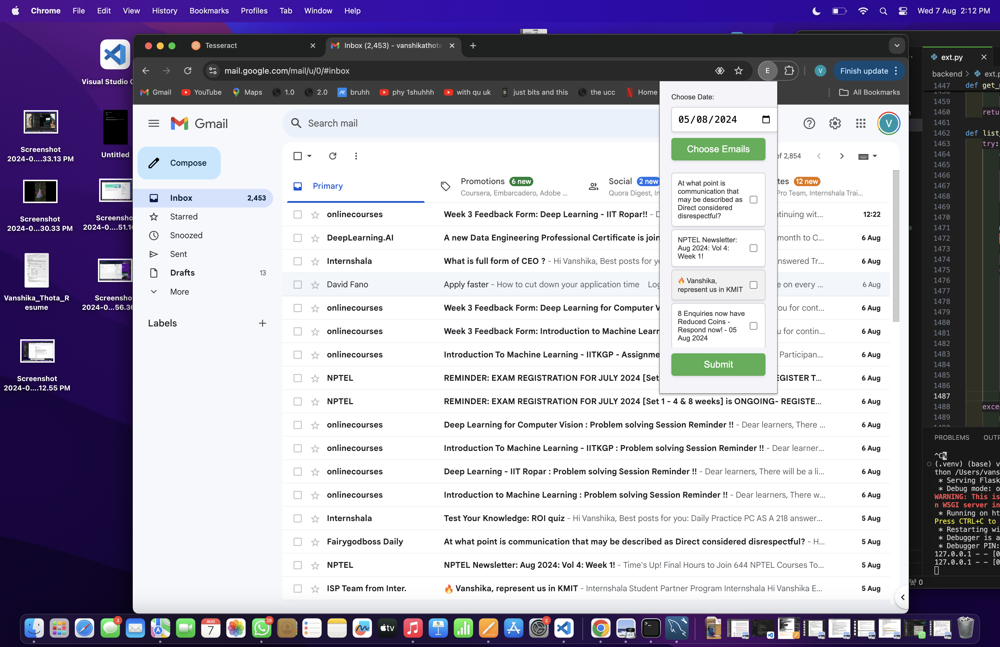 Chrome File Edit View History Bookmarks Profiles Tab Window Help
Wed 7 Aug 2:12 PM
Visual Studio
Screenshot
2024-0....33.13 PM
Untitled
Screenshot
2024-0...30.33 PM
Screensho
2024-0....51.1
Vanshika_Thota_R
esume
Screensho
2024-0...56.3
Screenshot
2024-0....12.55 PM
Tesseract
Inbox (2,453) - vanshikathota
mail.google.com/mail/u/0/#inbox
E
V
Finish update
Gmail YouTube Maps 1.0 2.0 bruhh phy 1shuhhh with qu uk just bits and this the ucc Home
All Bookmarks
Gmail
Search mail
V
Compose
Inbox 2,453
Starred
Snoozed
Sent
Drafts 13
More
Labels
of 2,854
Primary
Promotions 6 new
Coursera, Embarcadero, Adobe ...
Social 2 new
Quora Digest, In
tes 12 new
Pro Team, Internshala Trai...
onlinecourses Week 3 Feedback Form: Deep Learning - IIT Ropar!! - D ntinuing wit... 12:22
DeepLearning.AI A new Data Engineering Professional Certificate is join month to C... 6 Aug
Internshala What is full form of CEO ? - Hi Vanshika, Best posts for yo nswered Tr... 6 Aug
David Fano Apply faster - How to cut down your application time Log e on every ... 6 Aug
onlinecourses Week 3 Feedback Form: Deep Learning for Computer V ou for cont... 6 Aug
onlinecourses Week 3 Feedback Form: Introduction to Machine Learn u for contin... 6 Aug
onlinecourses Introduction To Machine Learning - IITKGP - Assignme Participan... 6 Aug
NPTEL REMINDER: EXAM REGISTRATION FOR JULY 2024 [Set EGISTER T... 6 Aug
NPTEL REMINDER: EXAM REGISTRATION FOR JULY 2024 [Set 1 - 4 & 8 weeks] is ONGOING- REGISTE... 6 Aug
onlinecourses Deep Learning for Computer Vision : Problem solving Session Reminder !! - Dear learners, There ... 6 Aug
onlinecourses Introduction To Machine Learning - IITKGP : Problem solving Session Reminder !! - Dear learner... 6 Aug
onlinecourses Deep Learning - IIT Ropar : Problem solving Session Reminder !! - Dear learners, There will be a li... 6 Aug
onlinecourses Introduction to Machine Learning : Problem solving Session Reminder !! - Dear learners, There w... 6 Aug
Internshala Test Your Knowledge: ROI quiz - Hi Vanshika, Best posts for you: Daily Practice PC AS A 218 answer... 5 Aug
Fairygodboss Daily At what point is communication that may be described as Direct considered disrespectful? - H... 5 Aug
NPTEL NPTEL Newsletter: Aug 2024: Vol 4: Week 1! - Time's Up! Final Hours to Join 644 NPTEL Courses To... 5 Aug
ISP Team from Inter. 🔥 Vanshika, represent us in KMIT - Internshala Student Partner Program Internshala Hi Vanshika E... 5 Aug
Choose Date:
05/08/2024
Choose Emails
At what point is
communication that
may be described as
Direct considered
disrespectful?
NPTEL Newsletter:
Aug 2024: Vol 4:
Week 1!
🔥 Vanshika,
represent us in KMIT
8 Enquiries now have
Reduced Coins -
Respond now! - 05
Aug 2024
Submit
ext.py
backend > ext.p
1447 def get_
1459
1460 retu
1461
1462 def list
1463 try:
1464
1465
1466
1467
1468
1469
1470
1471
1472
1473
1474
1475
1476
1477
1478
1479
1480
1481
1482
1483
1484
1485
1486
1487
1488 exce
1489
PROBLEMS OUTP
^C%
(.venv) (base) v
thon /Users/vans
* Serving Flask
* Debug mode: o
WARNING: This is
n WSGI server in
* Running on ht
Press CTRL+C to
* Restarting wi
* Debugger is a
* Debugger PIN:
127.0.0.1 - - [0
127.0.0.1 - - [0
0
3
AUG
7
28
tv
2